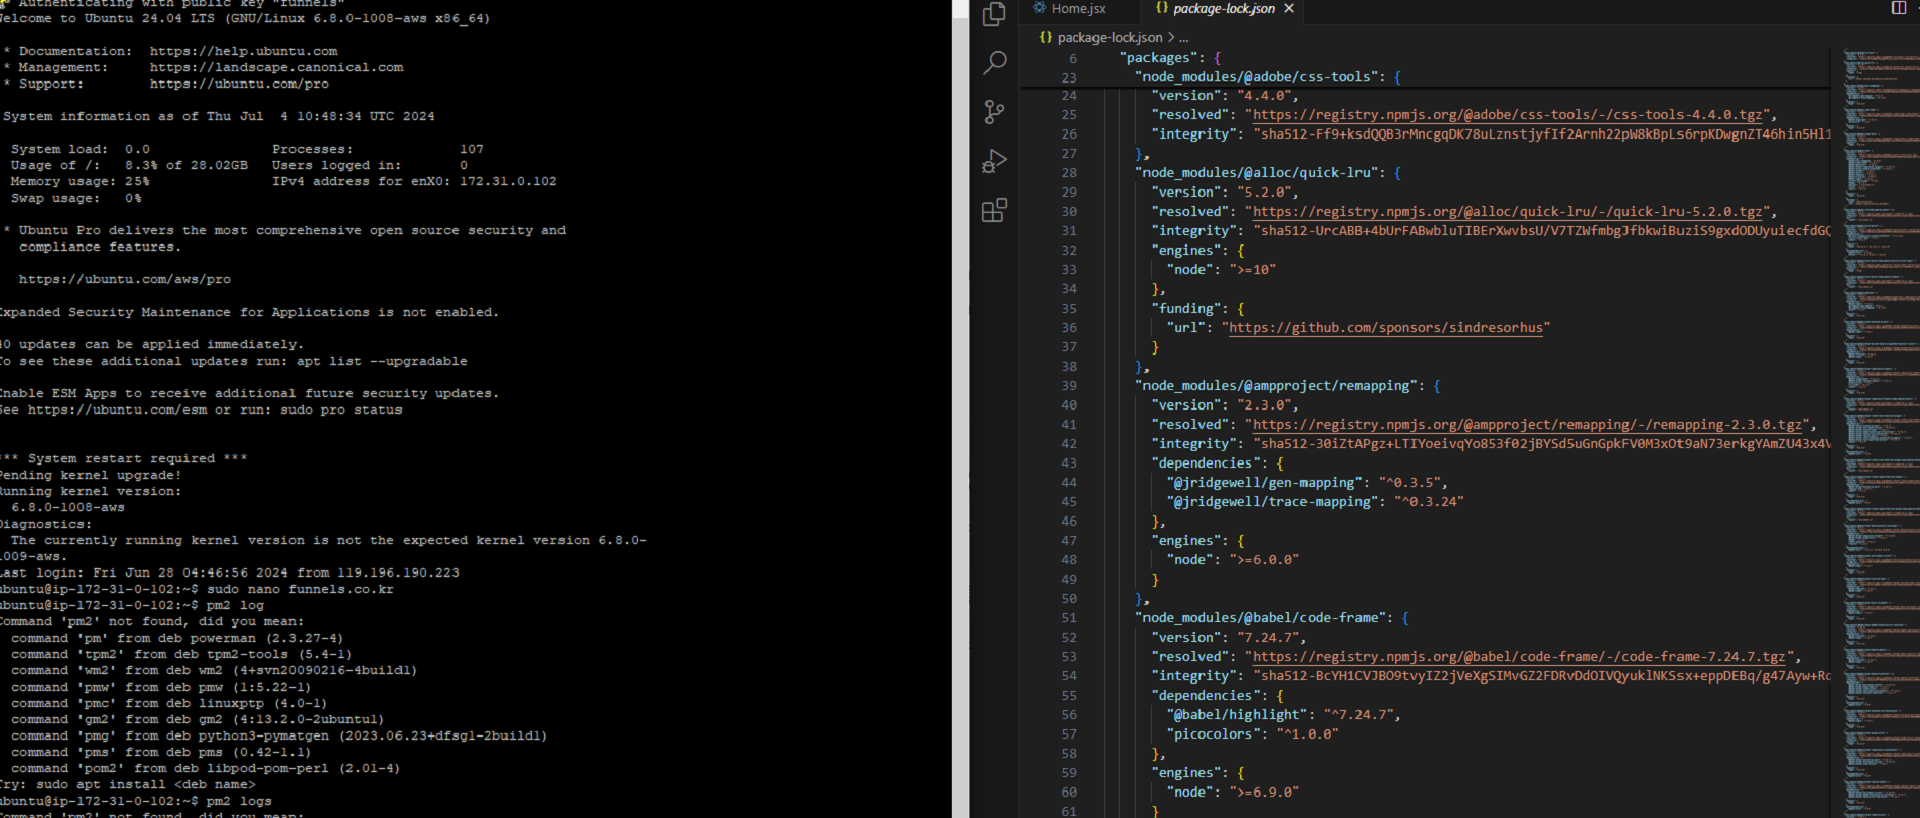 Authenticating with public key "funnels"
Welcome to Ubuntu 24.04 LTS (GNU/Linux 6.8.0-1008-aws x86_64)
* Documentation:  https://help.ubuntu.com
* Management:     https://landscape.canonical.com
* Support:        https://ubuntu.com/pro
System information as of Thu Jul  4 10:48:34 UTC 2024
System load:  0.0               Processes:             107
Usage of /:   8.3% of 28.02GB   Users logged in:       0
Memory usage: 25%               IPv4 address for enX0: 172.31.0.102
Swap usage:   0%
* Ubuntu Pro delivers the most comprehensive open source security and
compliance features.
https://ubuntu.com/aws/pro
Expanded Security Maintenance for Applications is not enabled.
40 updates can be applied immediately.
To see these additional updates run: apt list --upgradable
Enable ESM Apps to receive additional future security updates.
See https://ubuntu.com/esm or run: sudo pro status
*** System restart required ***
Pending kernel upgrade!
Running kernel version:
6.8.0-1008-aws
Diagnostics:
The currently running kernel version is not the expected kernel version 6.8.0-
1009-aws.
Last login: Fri Jun 28 04:46:56 2024 from 119.196.190.223
ubuntu@ip-172-31-0-102:~$ sudo nano funnels.co.kr
ubuntu@ip-172-31-0-102:~$ pm2 log
Command 'pm2' not found, did you mean:
command 'pm' from deb powerman (2.3.27-4)
command 'tpm2' from deb tpm2-tools (5.4-1)
command 'wm2' from deb wm2 (4+svn20090216-4build1)
command 'pmw' from deb pmw (1:5.22-1)
command 'pmc' from deb linuxptp (4.0-1)
command 'gm2' from deb gm2 (4:13.2.0-2ubuntu1)
command 'pmg' from deb python3-pymatgen (2023.06.23+dfsg1-2build1)
command 'pms' from deb pms (0.42-1.1)
command 'pom2' from deb libpod-pom-perl (2.01-4)
Try: sudo apt install <deb name>
ubuntu@ip-172-31-0-102:~$ pm2 logs
Command 'pm2' not found, did you mean:
Home.jsx
{} package-lock.json ×
{} package-lock.json > ...
6 "packages": {
23 "node_modules/@adobe/css-tools": {
24 "version": "4.4.0",
25 "resolved": "https://registry.npmjs.org/@adobe/css-tools/-/css-tools-4.4.0.tgz",
26 "integrity": "sha512-Ff9+ksdQQB3rMncgqDK78uLznstjyfIf2Arnh22pW8kBpLs6rpKDwgnZT46hin5Hl1
27 },
28 "node_modules/@alloc/quick-lru": {
29 "version": "5.2.0",
30 "resolved": "https://registry.npmjs.org/@alloc/quick-lru/-/quick-lru-5.2.0.tgz",
31 "integrity": "sha512-UrcABB+4bUrFABwbluTIBErXwvbsU/V7TZWfmbgJfbkwiBuziS9gxdODUyuiecfdGQ
32 "engines": {
33 "node": ">=10"
34 },
35 "funding": {
36 "url": "https://github.com/sponsors/sindresorhus"
37 }
38 },
39 "node_modules/@ampproject/remapping": {
40 "version": "2.3.0",
41 "resolved": "https://registry.npmjs.org/@ampproject/remapping/-/remapping-2.3.0.tgz",
42 "integrity": "sha512-30iZtAPgz+LTIYoeivqYo853f02jBYSd5uGnGpkFV0M3xOt9aN73erkgYAmZU43x4V
43 "dependencies": {
44 "@jridgewell/gen-mapping": "^0.3.5",
45 "@jridgewell/trace-mapping": "^0.3.24"
46 },
47 "engines": {
48 "node": ">=6.0.0"
49 }
50 },
51 "node_modules/@babel/code-frame": {
52 "version": "7.24.7",
53 "resolved": "https://registry.npmjs.org/@babel/code-frame/-/code-frame-7.24.7.tgz",
54 "integrity": "sha512-BcYH1CVJBO9tvyIZ2jVeXgSIMvGZ2FDRvDdOIVQyuklNKSsx+eppDEBq/g47Ayw+Rq
55 "dependencies": {
56 "@babel/highlight": "^7.24.7",
57 "picocolors": "^1.0.0"
58 },
59 "engines": {
60 "node": ">=6.9.0"
61 }